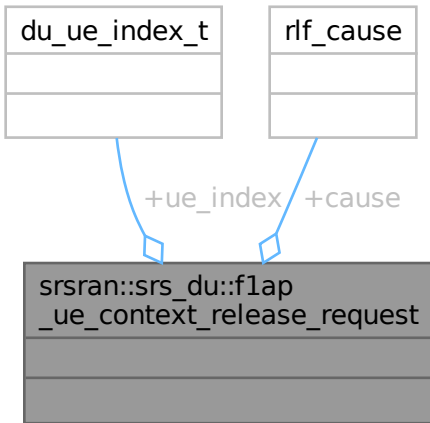 du_ue_index_t
rlf_cause
+ue_index
+cause
srsran::srs_du::f1ap
_ue_context_release_request